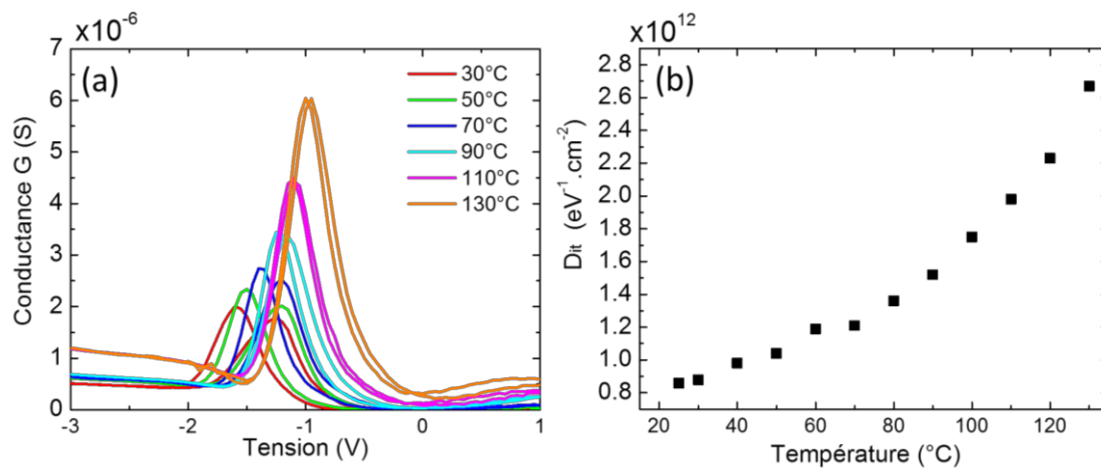 x10⁻⁶
(a)
7
6
5
4
3
2
1
0
Conductance G (S)
-3
-2
-1
0
1
Tension (V)
30°C
50°C
70°C
90°C
110°C
130°C
x10¹²
(b)
2.8
2.6
2.4
2.2
2.0
1.8
1.6
1.4
1.2
1.0
0.8
Dit (eV⁻¹.cm⁻²)
20
40
60
80
100
120
Température (°C)